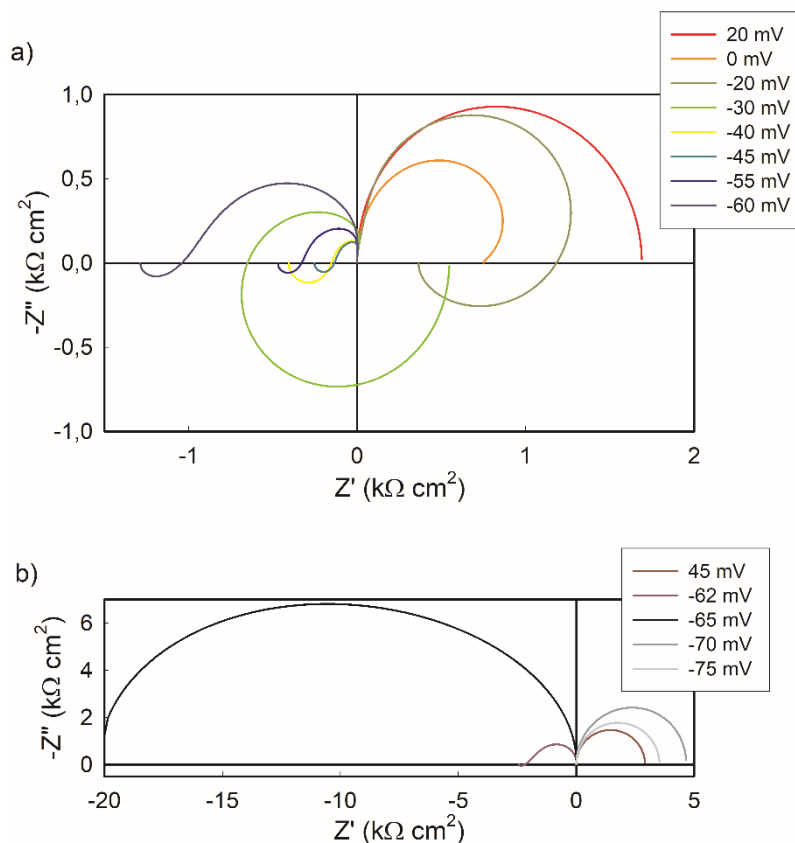 a)
20 mV
0 mV
-20 mV
-30 mV
-40 mV
-45 mV
-55 mV
-60 mV
1,0
0,5
0,0
-0,5
-1,0
-Z'' (kΩ cm²)
-1
0
1
2
Z' (kΩ cm²)
b)
45 mV
-62 mV
-65 mV
-70 mV
-75 mV
6
4
2
0
-Z'' (kΩ cm²)
-20
-15
-10
-5
0
5
Z' (kΩ cm²)